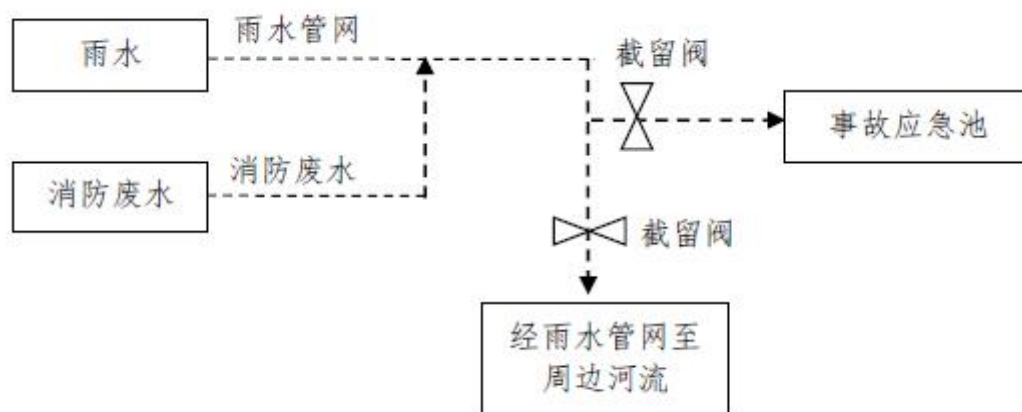 雨水
雨水管网
截留阀
事故应急池
消防废水
消防废水
截留阀
经雨水管网至
周边河流